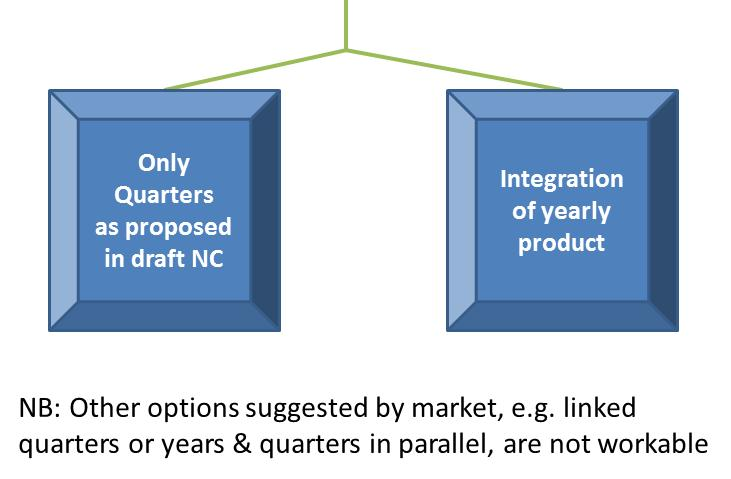 Only
Quarters
as proposed
in draft NC
Integration
of yearly
product
NB: Other options suggested by market, e.g. linked
quarters or years & quarters in parallel, are not workable